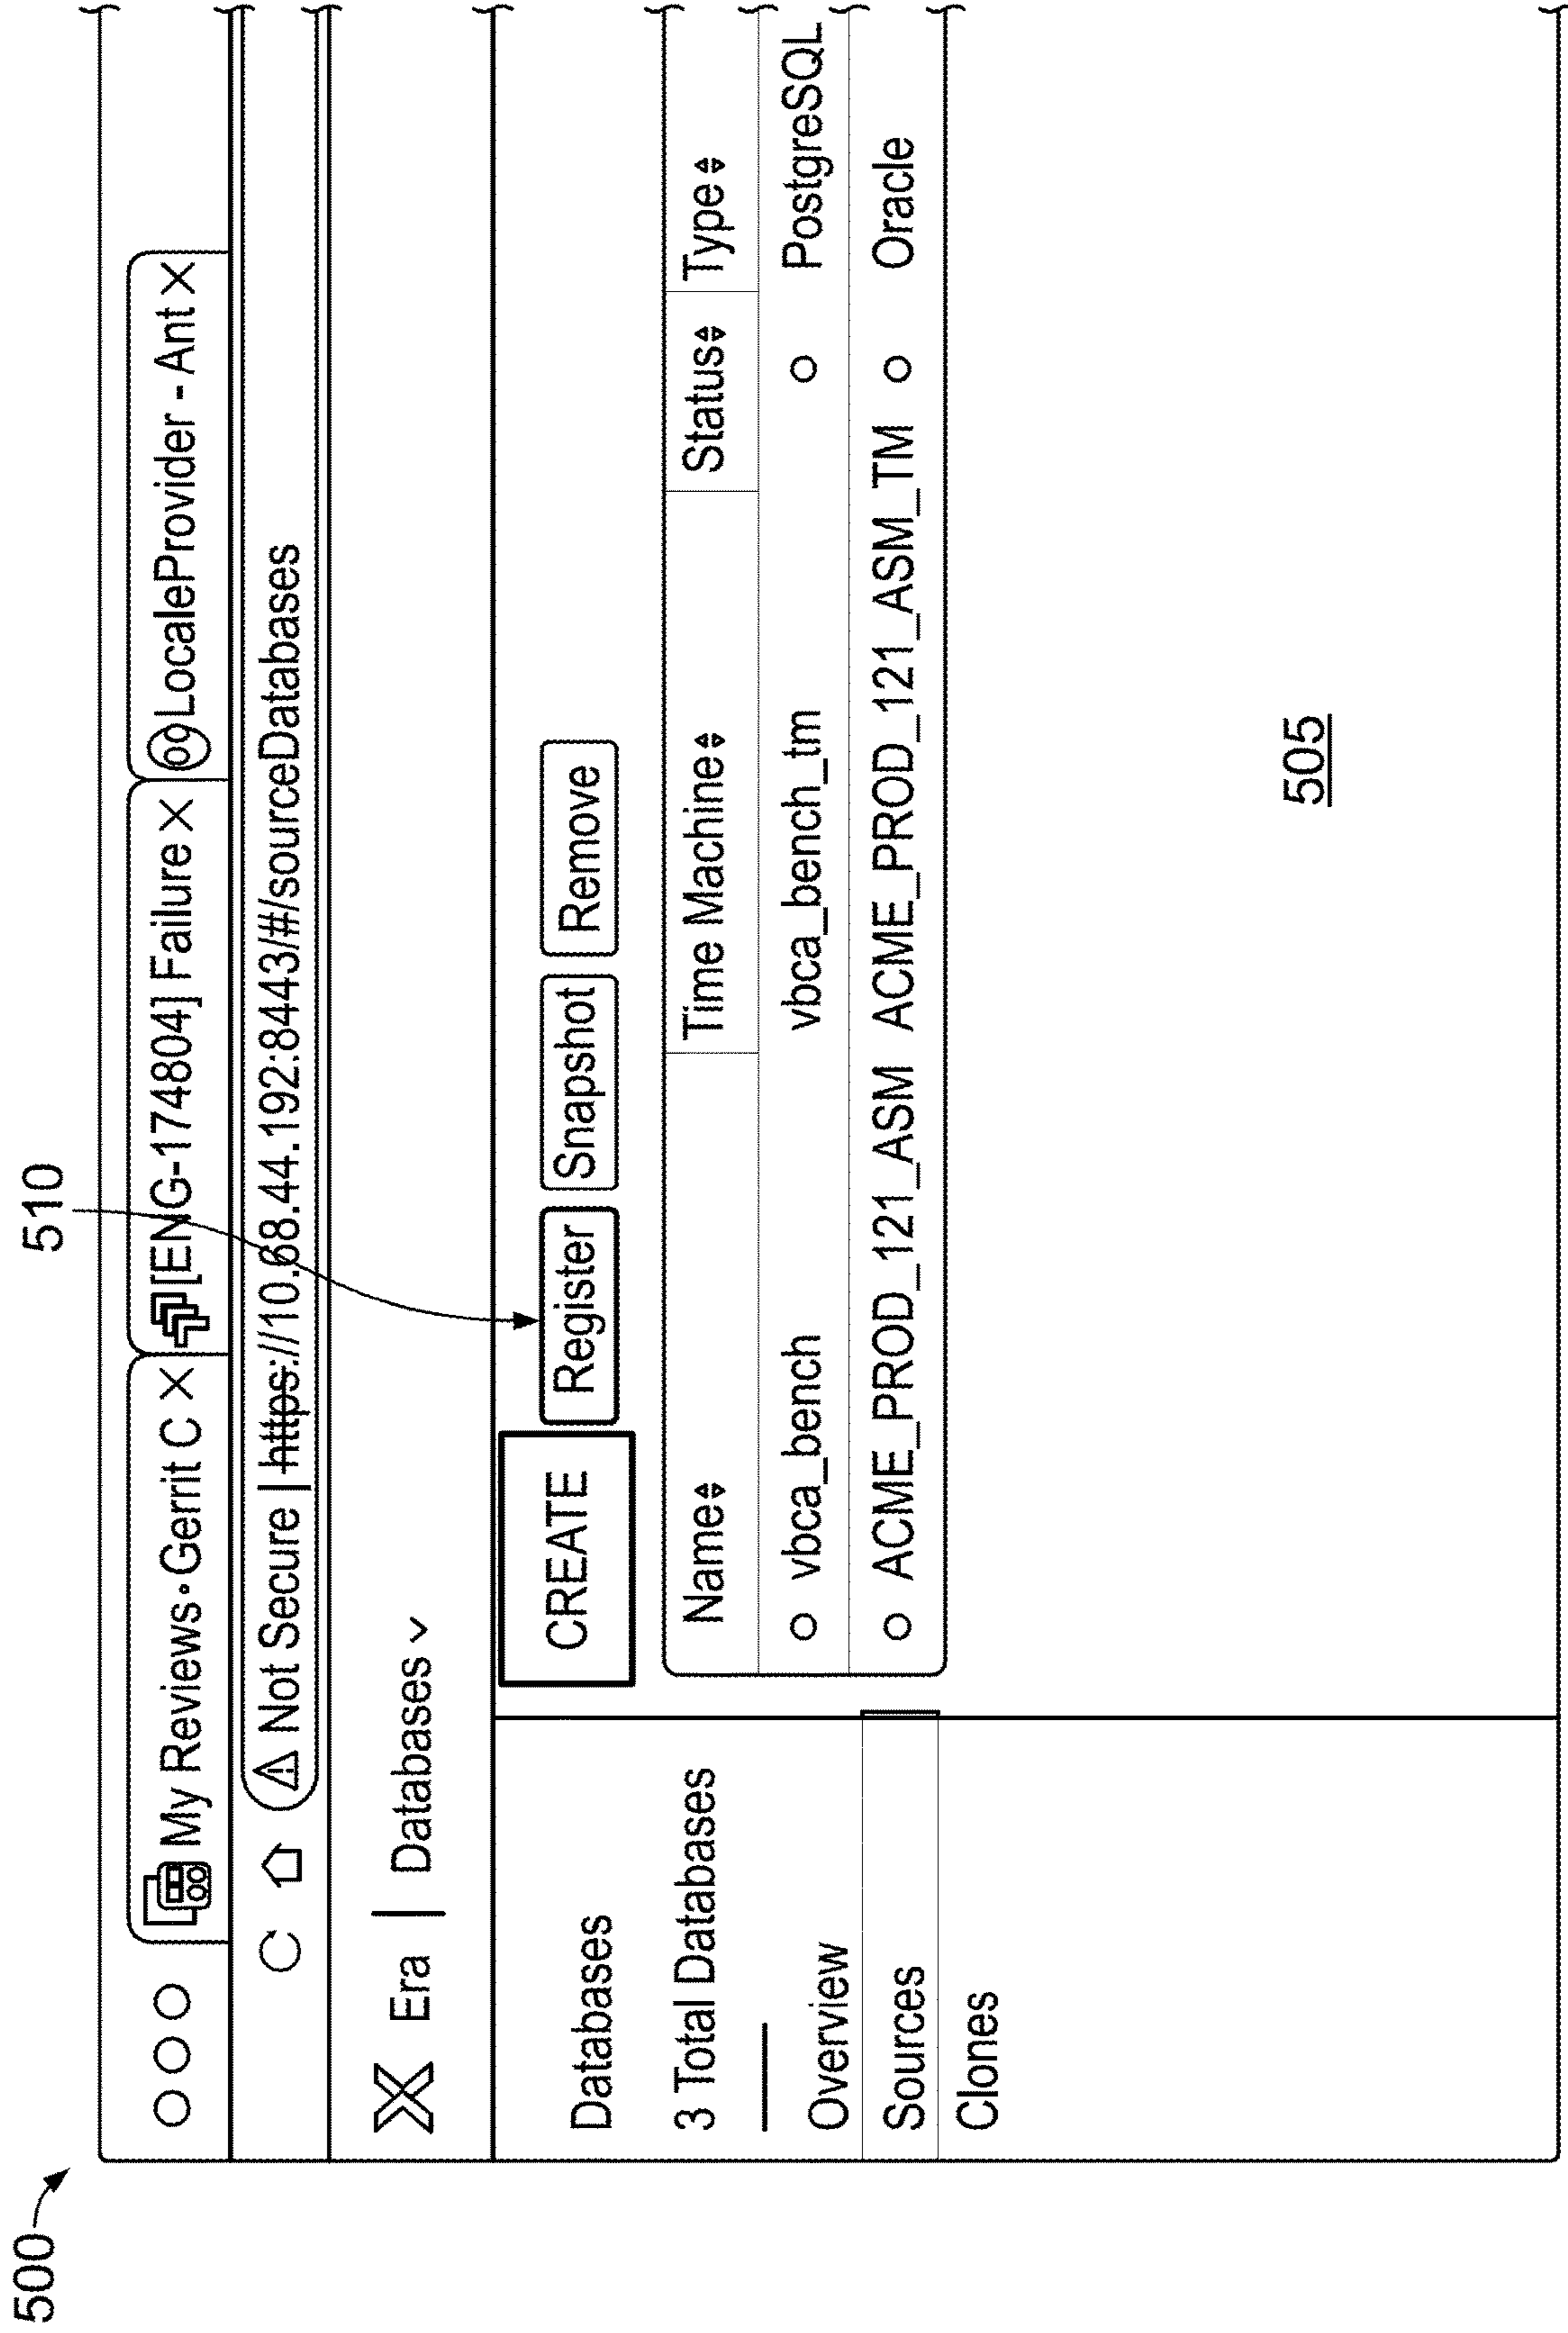 500
510
My Reviews•Gerrit C X
[ENG-174804] Failure X
LocaleProvider - Ant X
Not Secure | https://10.68.44.192:8443/#/sourceDatabases
Era | Databases
Databases
3 Total Databases
Overview
Sources
Clones
CREATE Register Snapshot Remove
Name Time Machine Status Type
vbca_bench vbca_bench_tm PostgreSQL
ACME_PROD_121_ASM ACME_PROD_121_ASM_TM Oracle
505